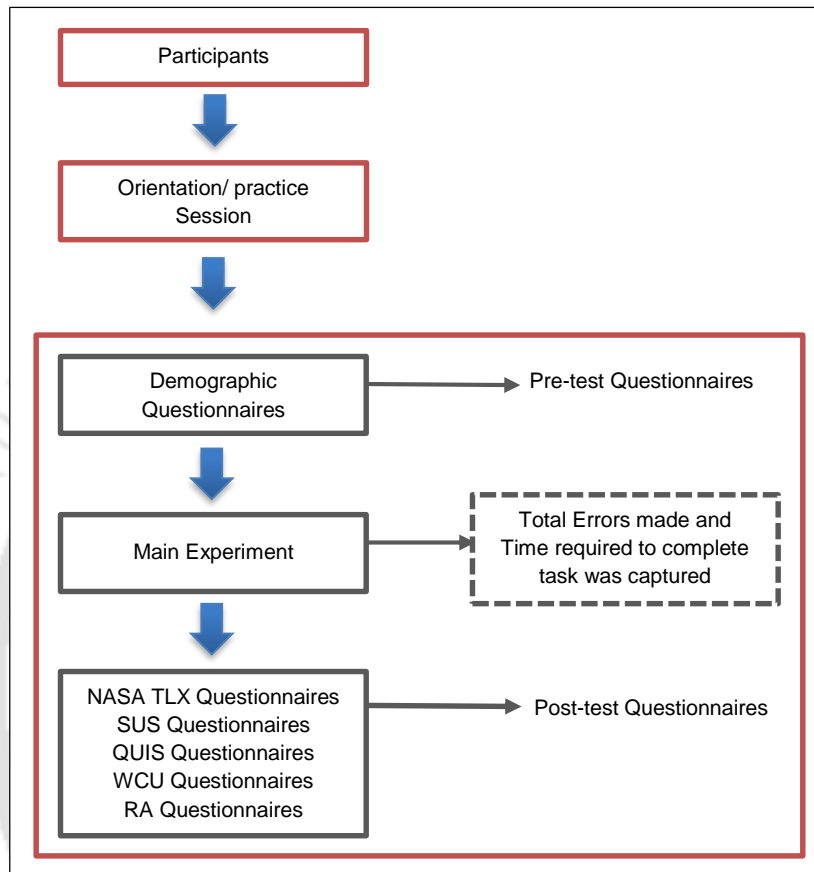 Participants
Orientation/ practice
Session
Demographic
Questionnaires
Pre-test Questionnaires
Main Experiment
Total Errors made and
Time required to complete
task was captured
NASA TLX Questionnaires
SUS Questionnaires
QUIS Questionnaires
WCU Questionnaires
RA Questionnaires
Post-test Questionnaires